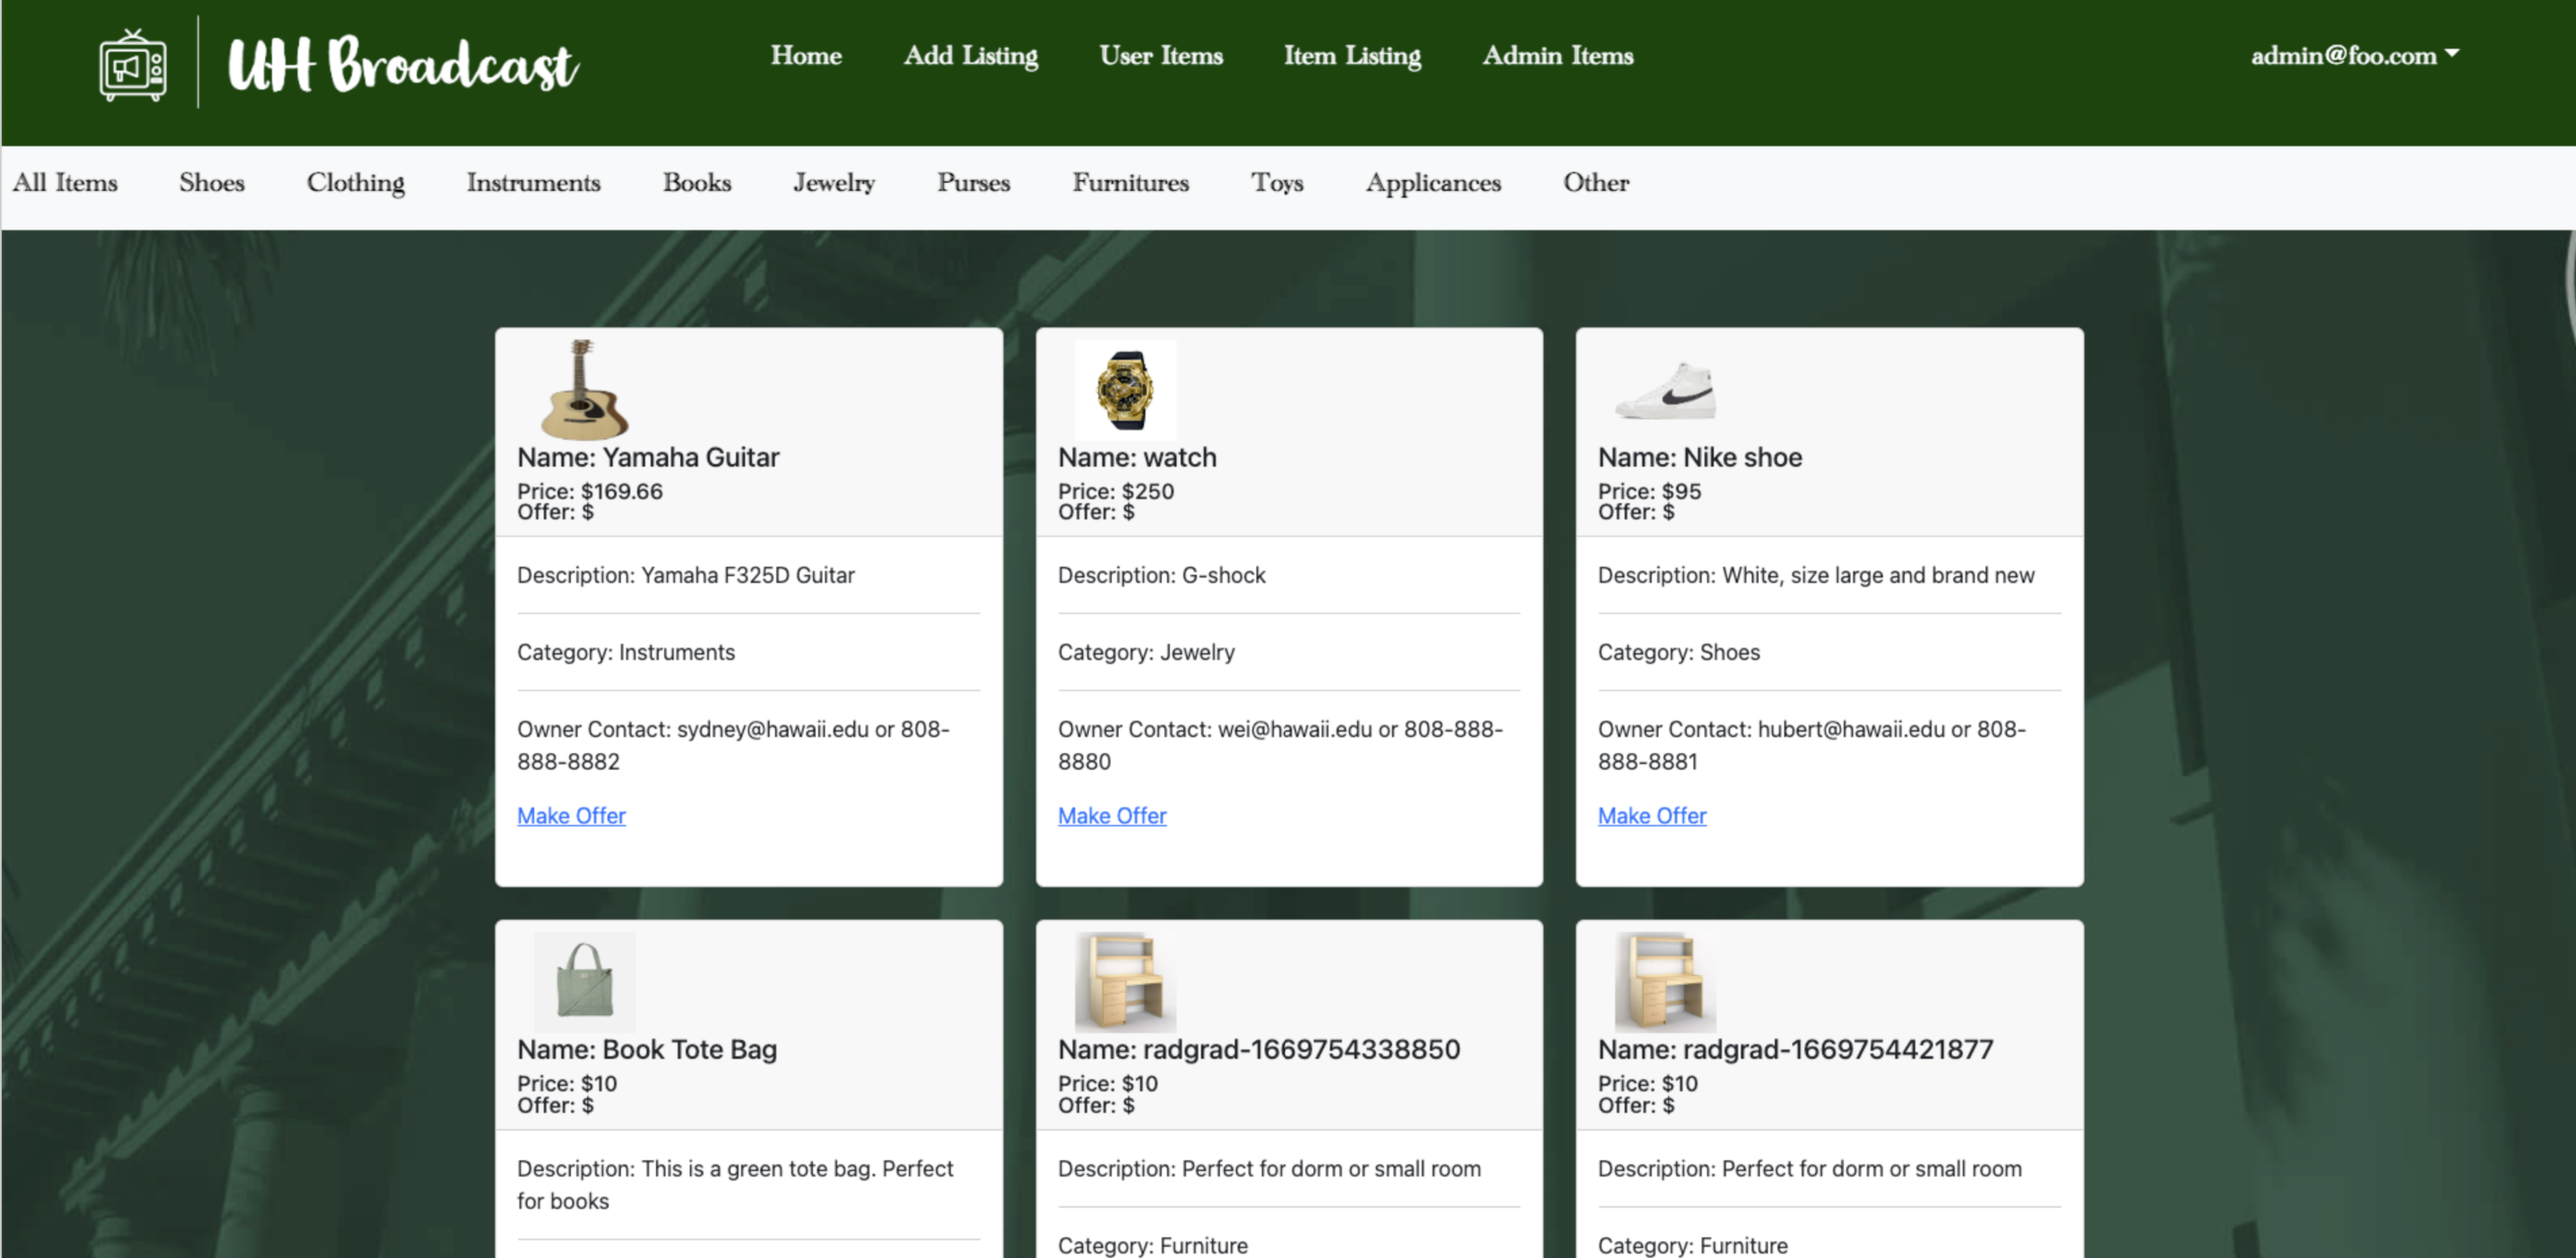 UH Broadcast
Home Add Listing User Items Item Listing Admin Items
admin@foo.com
All Items Shoes Clothing Instruments Books Jewelry Purses Furnitures Toys Applicances Other
Name: Yamaha Guitar
Price: $169.66
Offer: $
Description: Yamaha F325D Guitar
Category: Instruments
Owner Contact: sydney@hawaii.edu or 808-
888-8882
Make Offer
Name: watch
Price: $250
Offer: $
Description: G-shock
Category: Jewelry
Owner Contact: wei@hawaii.edu or 808-888-
8880
Make Offer
Name: Nike shoe
Price: $95
Offer: $
Description: White, size large and brand new
Category: Shoes
Owner Contact: hubert@hawaii.edu or 808-
888-8881
Make Offer
Name: Book Tote Bag
Price: $10
Offer: $
Description: This is a green tote bag. Perfect
for books
Name: radgrad-1669754338850
Price: $10
Offer: $
Description: Perfect for dorm or small room
Category: Furniture
Name: radgrad-1669754421877
Price: $10
Offer: $
Description: Perfect for dorm or small room
Category: Furniture